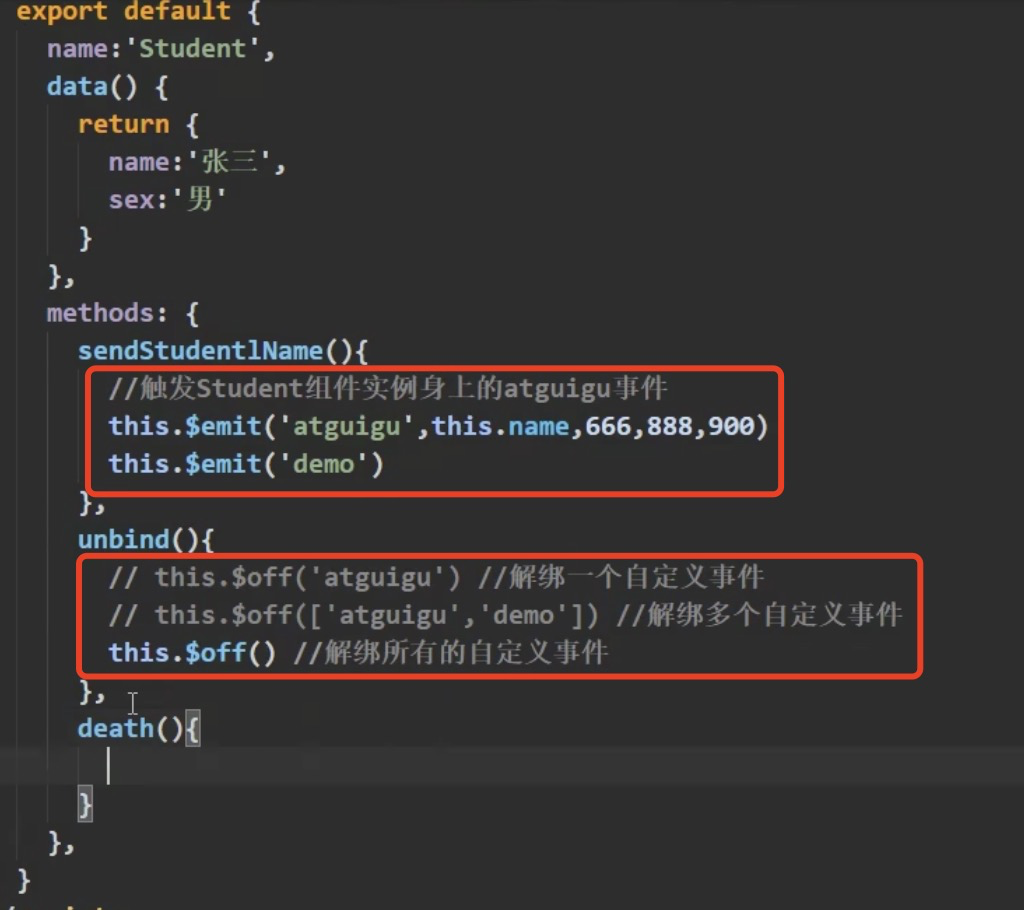 export default {
name:'Student',
data() {
return {
name:'张三',
sex:'男'
}
},
methods: {
sendStudentlName(){
//触发Student组件实例身上的atguigu事件
this.$emit('atguigu',this.name,666,888,900)
this.$emit('demo')
},
unbind(){
// this.$off('atguigu') //解绑一个自定义事件
// this.$off(['atguigu','demo']) //解绑多个自定义事件
this.$off() //解绑所有的自定义事件
},
death(){
}
},
}